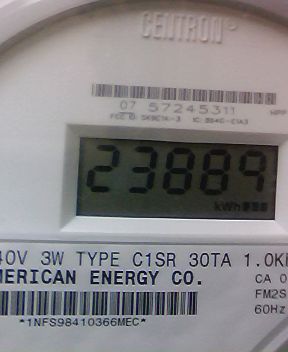 CENTRON®
07 57245311
23889
kWh
40V 3W TYPE C1SR 30TA 1.0K
MERICAN ENERGY CO.
CA 0
FM2S
60Hz
*1NFS98410366MEC*